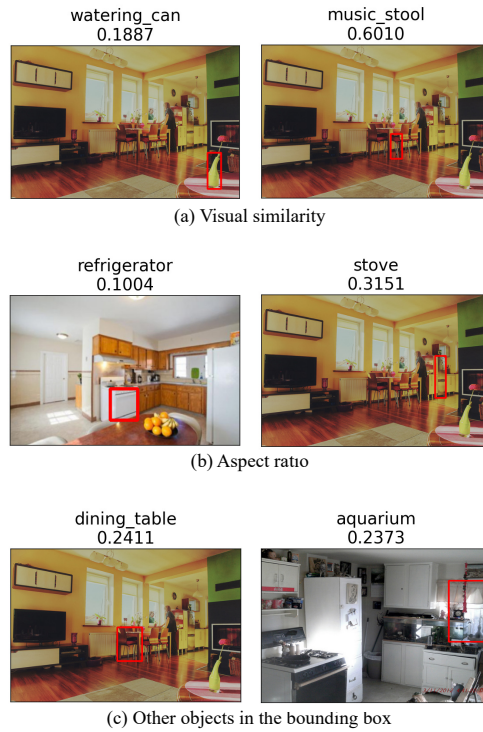 watering_can music_stool
0.1887 0.6010
(a) Visual similarity
refrigerator stove
0.1004 0.3151
(b) Aspect ratio
dining_table aquarium
0.2411 0.2373
(c) Other objects in the bounding box